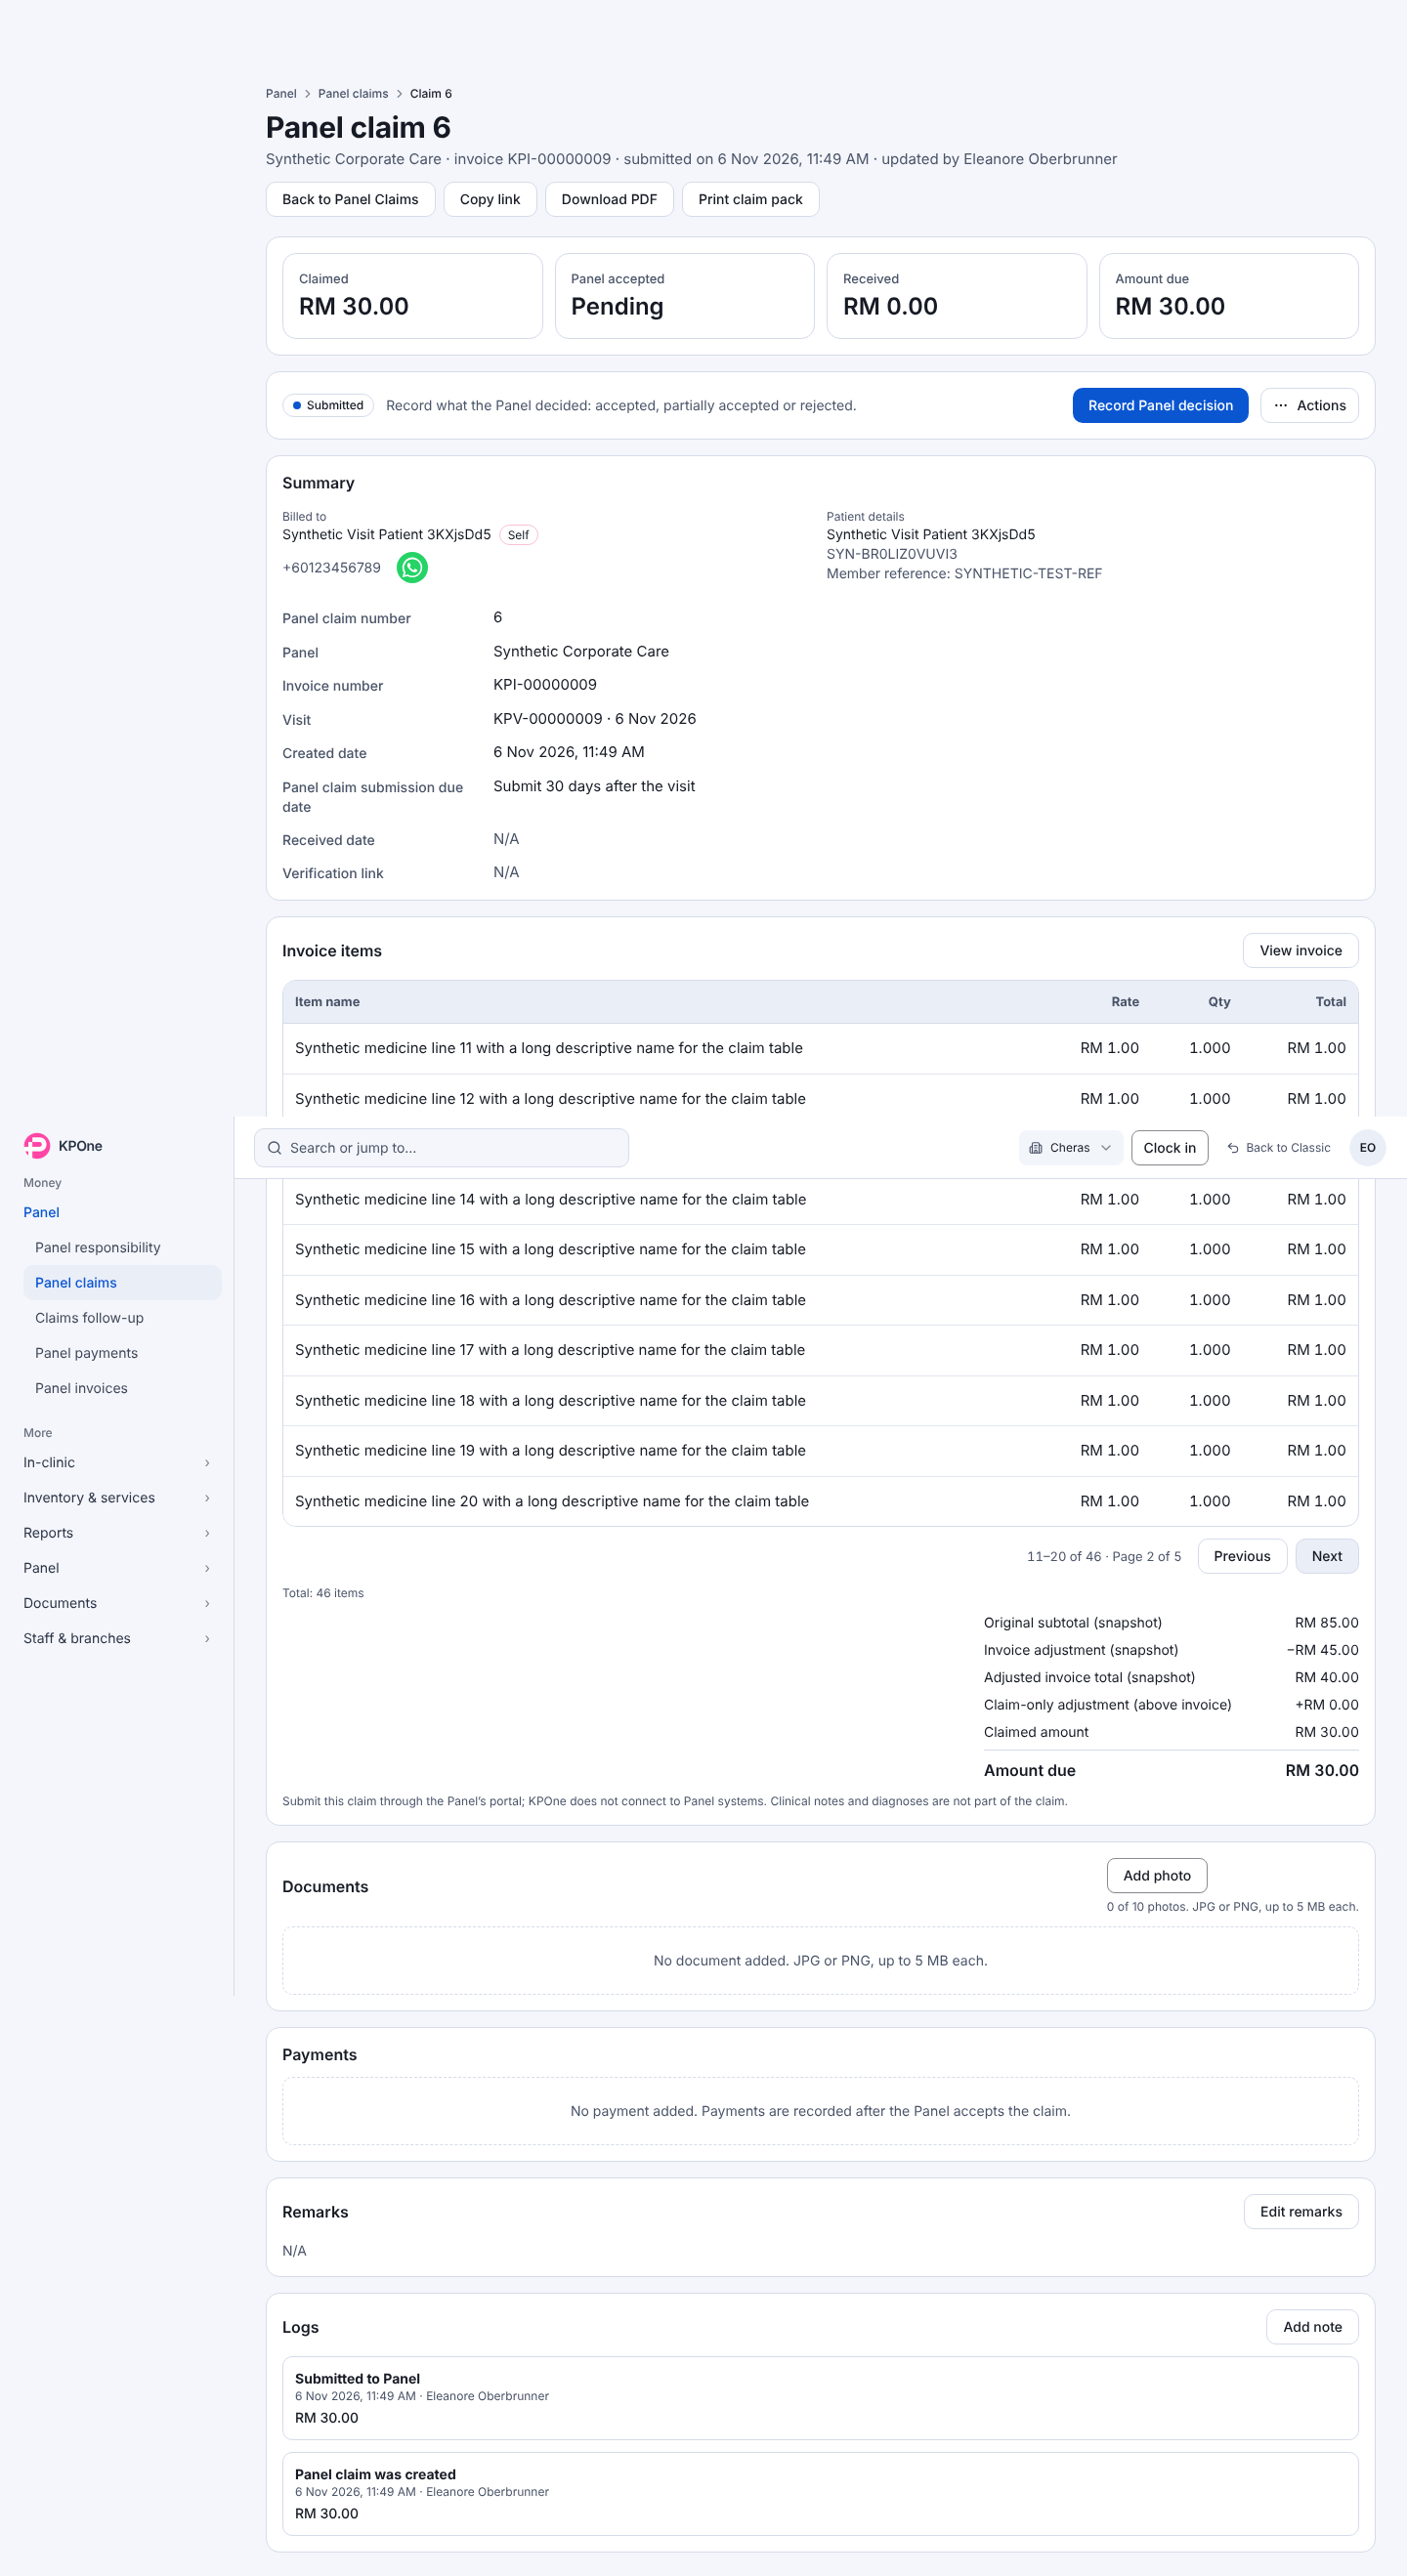 Panel > Panel claims > Claim 6
Panel claim 6
Synthetic Corporate Care · invoice KPI-00000009 · submitted on 6 Nov 2026, 11:49 AM · updated by Eleanore Oberbrunner
Back to Panel Claims
Copy link
Download PDF
Print claim pack
Claimed
RM 30.00
Panel accepted
Pending
Received
RM 0.00
Amount due
RM 30.00
Submitted
Record what the Panel decided: accepted, partially accepted or rejected.
Record Panel decision
Actions
Summary
Billed to
Synthetic Visit Patient 3KXjsDd5 Self
+60123456789
Patient details
Synthetic Visit Patient 3KXjsDd5
SYN-BR0LIZ0VUVI3
Member reference: SYNTHETIC-TEST-REF
Panel claim number 6
Panel Synthetic Corporate Care
Invoice number KPI-00000009
Visit KPV-00000009 · 6 Nov 2026
Created date 6 Nov 2026, 11:49 AM
Panel claim submission due date Submit 30 days after the visit
Received date N/A
Verification link N/A
Invoice items
View invoice
Item name Rate Qty Total
Synthetic medicine line 11 with a long descriptive name for the claim table RM 1.00 1.000 RM 1.00
Synthetic medicine line 12 with a long descriptive name for the claim table RM 1.00 1.000 RM 1.00
KPOne
Search or jump to...
Cheras
Clock in
Back to Classic
EO
Money
Panel
Panel responsibility
Panel claims
Claims follow-up
Panel payments
Panel invoices
More
In-clinic
Inventory & services
Reports
Panel
Documents
Staff & branches
Synthetic medicine line 14 with a long descriptive name for the claim table RM 1.00 1.000 RM 1.00
Synthetic medicine line 15 with a long descriptive name for the claim table RM 1.00 1.000 RM 1.00
Synthetic medicine line 16 with a long descriptive name for the claim table RM 1.00 1.000 RM 1.00
Synthetic medicine line 17 with a long descriptive name for the claim table RM 1.00 1.000 RM 1.00
Synthetic medicine line 18 with a long descriptive name for the claim table RM 1.00 1.000 RM 1.00
Synthetic medicine line 19 with a long descriptive name for the claim table RM 1.00 1.000 RM 1.00
Synthetic medicine line 20 with a long descriptive name for the claim table RM 1.00 1.000 RM 1.00
11–20 of 46 · Page 2 of 5
Previous
Next
Total: 46 items
Original subtotal (snapshot) RM 85.00
Invoice adjustment (snapshot) −RM 45.00
Adjusted invoice total (snapshot) RM 40.00
Claim-only adjustment (above invoice) +RM 0.00
Claimed amount RM 30.00
Amount due RM 30.00
Submit this claim through the Panel’s portal; KPOne does not connect to Panel systems. Clinical notes and diagnoses are not part of the claim.
Documents
Add photo
0 of 10 photos. JPG or PNG, up to 5 MB each.
No document added. JPG or PNG, up to 5 MB each.
Payments
No payment added. Payments are recorded after the Panel accepts the claim.
Remarks
Edit remarks
N/A
Logs
Add note
Submitted to Panel
6 Nov 2026, 11:49 AM · Eleanore Oberbrunner
RM 30.00
Panel claim was created
6 Nov 2026, 11:49 AM · Eleanore Oberbrunner
RM 30.00